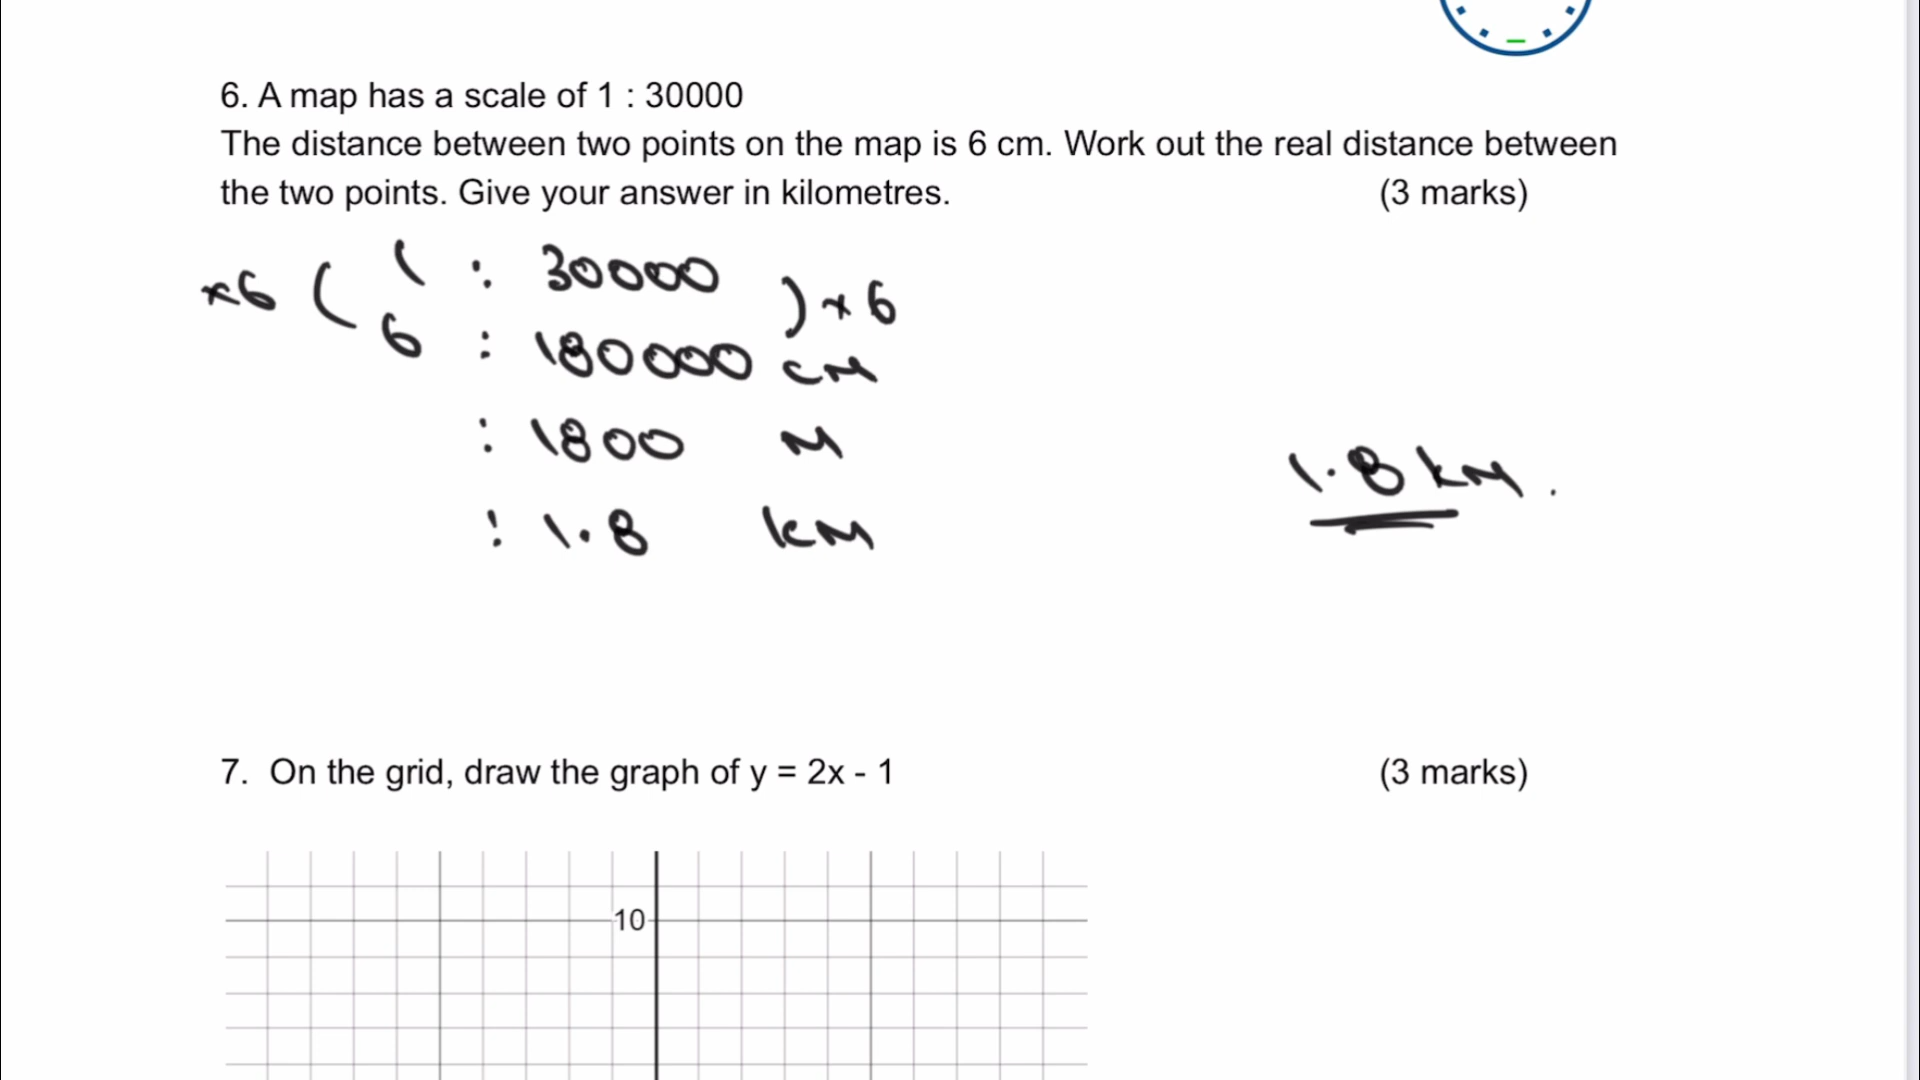 6. A map has a scale of 1 : 30000
The distance between two points on the map is 6 cm. Work out the real distance between
the two points. Give your answer in kilometres. (3 marks)
×6 ( 1 : 30000 ) ×6
6 : 180000 cm
: 1800 m
: 1.8 km
1.8 km.
7. On the grid, draw the graph of y = 2x - 1 (3 marks)
10